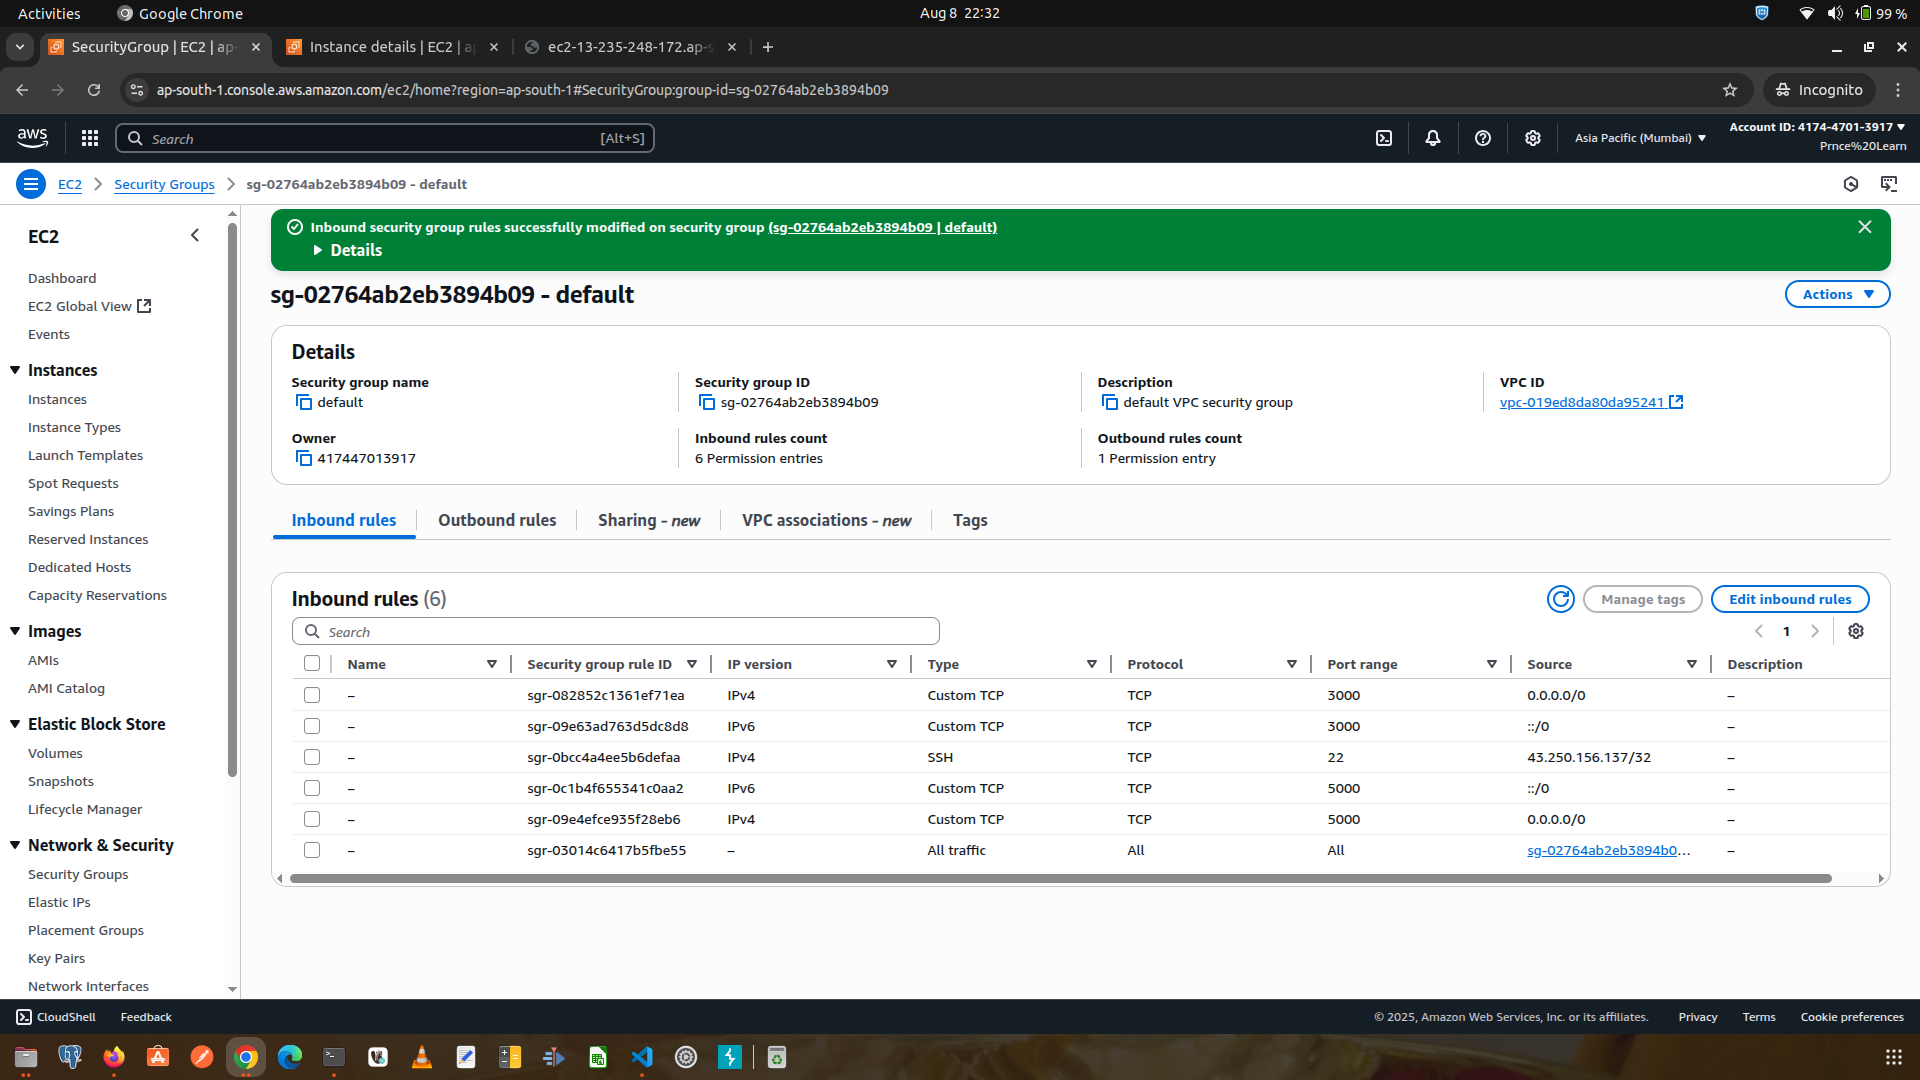 Activities
Google Chrome
Aug 8 22:32
99 %
SecurityGroup | EC2 | ap-
Instance details | EC2 | ap
ec2-13-235-248-172.ap-s
ap-south-1.console.aws.amazon.com/ec2/home?region=ap-south-1#SecurityGroup:group-id=sg-02764ab2eb3894b09
Incognito
aws
Search
[Alt+S]
Asia Pacific (Mumbai)
Account ID: 4174-4701-3917
Prnce%20Learn
EC2
Security Groups
sg-02764ab2eb3894b09 - default
EC2
Dashboard
EC2 Global View
Events
Instances
Instances
Instance Types
Launch Templates
Spot Requests
Savings Plans
Reserved Instances
Dedicated Hosts
Capacity Reservations
Images
AMIs
AMI Catalog
Elastic Block Store
Volumes
Snapshots
Lifecycle Manager
Network & Security
Security Groups
Elastic IPs
Placement Groups
Key Pairs
Network Interfaces
Inbound security group rules successfully modified on security group (sg-02764ab2eb3894b09 | default)
Details
sg-02764ab2eb3894b09 - default
Actions
Details
Security group name
default
Security group ID
sg-02764ab2eb3894b09
Description
default VPC security group
VPC ID
vpc-019ed8da80da95241
Owner
417447013917
Inbound rules count
6 Permission entries
Outbound rules count
1 Permission entry
Inbound rules
Outbound rules
Sharing – new
VPC associations – new
Tags
Inbound rules (6)
Manage tags
Edit inbound rules
Search
1
Name Security group rule ID IP version Type Protocol Port range Source Description
– sgr-082852c1361ef71ea IPv4 Custom TCP TCP 3000 0.0.0.0/0 –
– sgr-09e63ad763d5dc8d8 IPv6 Custom TCP TCP 3000 ::/0 –
– sgr-0bcc4a4ee5b6defaa IPv4 SSH TCP 22 43.250.156.137/32 –
– sgr-0c1b4f655341c0aa2 IPv6 Custom TCP TCP 5000 ::/0 –
– sgr-09e4efce935f28eb6 IPv4 Custom TCP TCP 5000 0.0.0.0/0 –
– sgr-03014c6417b5fbe55 – All traffic All All sg-02764ab2eb3894b0... –
CloudShell
Feedback
© 2025, Amazon Web Services, Inc. or its affiliates.
Privacy
Terms
Cookie preferences